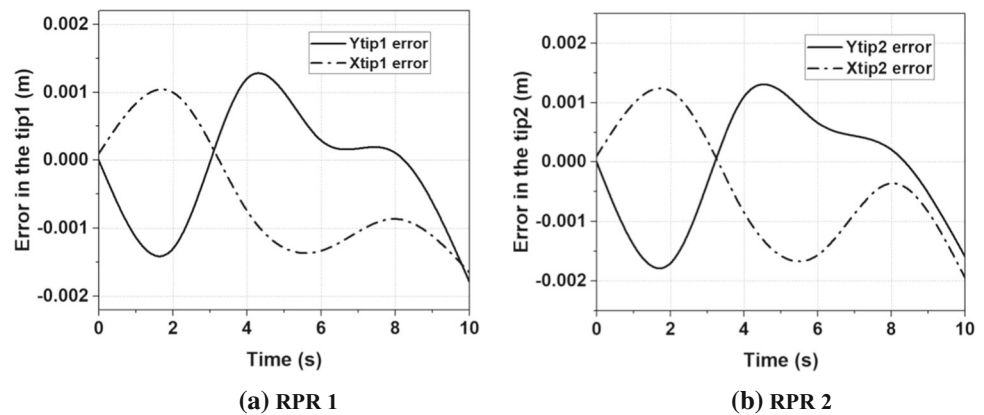 Error in the tip1 (m)
0.002
0.001
0.000
-0.001
-0.002
Ytip1 error
Xtip1 error
0 2 4 6 8 10
Time (s)
(a) RPR 1
Error in the tip2 (m)
0.002
0.001
0.000
-0.001
-0.002
Ytip2 error
Xtip2 error
0 2 4 6 8 10
Time (s)
(b) RPR 2